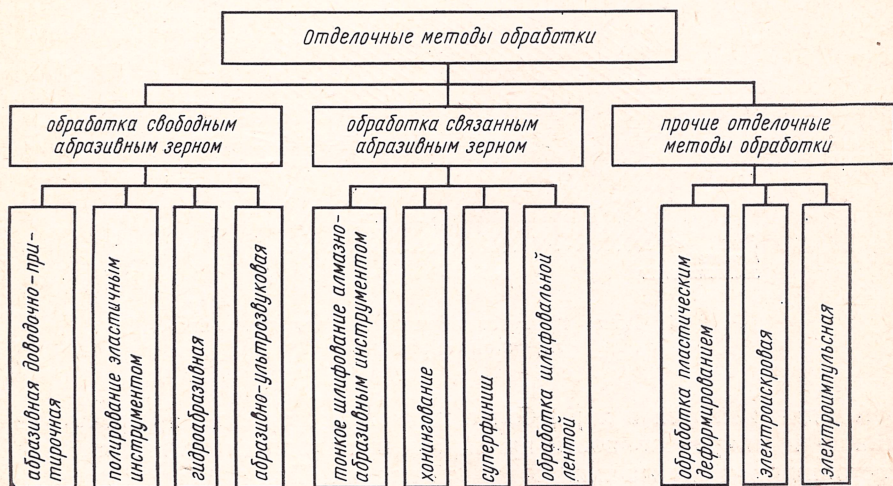 Отделочные методы обработки
обработка свободным
абразивным зерном
обработка связанным
абразивным зерном
прочие отделочные
методы обработки
абразивная доводочно-при-
тирочная
полирование эластичным
инструментом
гидроабразивная
абразивно-ультрозвуковая
тонкое шлифование алмазно-
абразивным инструментом
хонингование
суперфиниш
обработка шлифовальной
лентой
обработка пластическим
деформированием
электроискровая
электроимпульсная